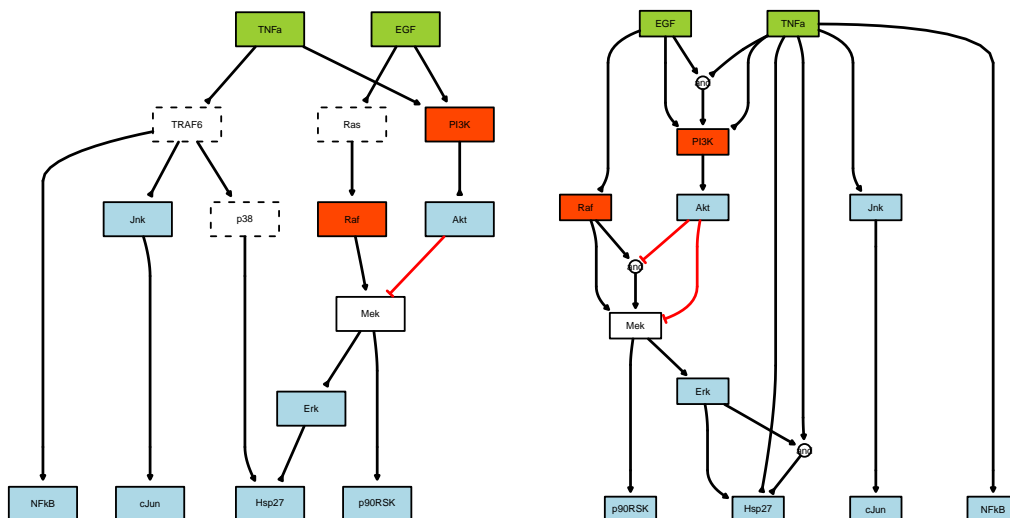 TNFa
EGF
TRAF6
Ras
PI3K
Jnk
p38
Raf
Akt
Mek
Erk
NFkB
cJun
Hsp27
p90RSK
EGF
TNFa
and
PI3K
Raf
Akt
Jnk
and
Mek
Erk
and
p90RSK
Hsp27
cJun
NFkB